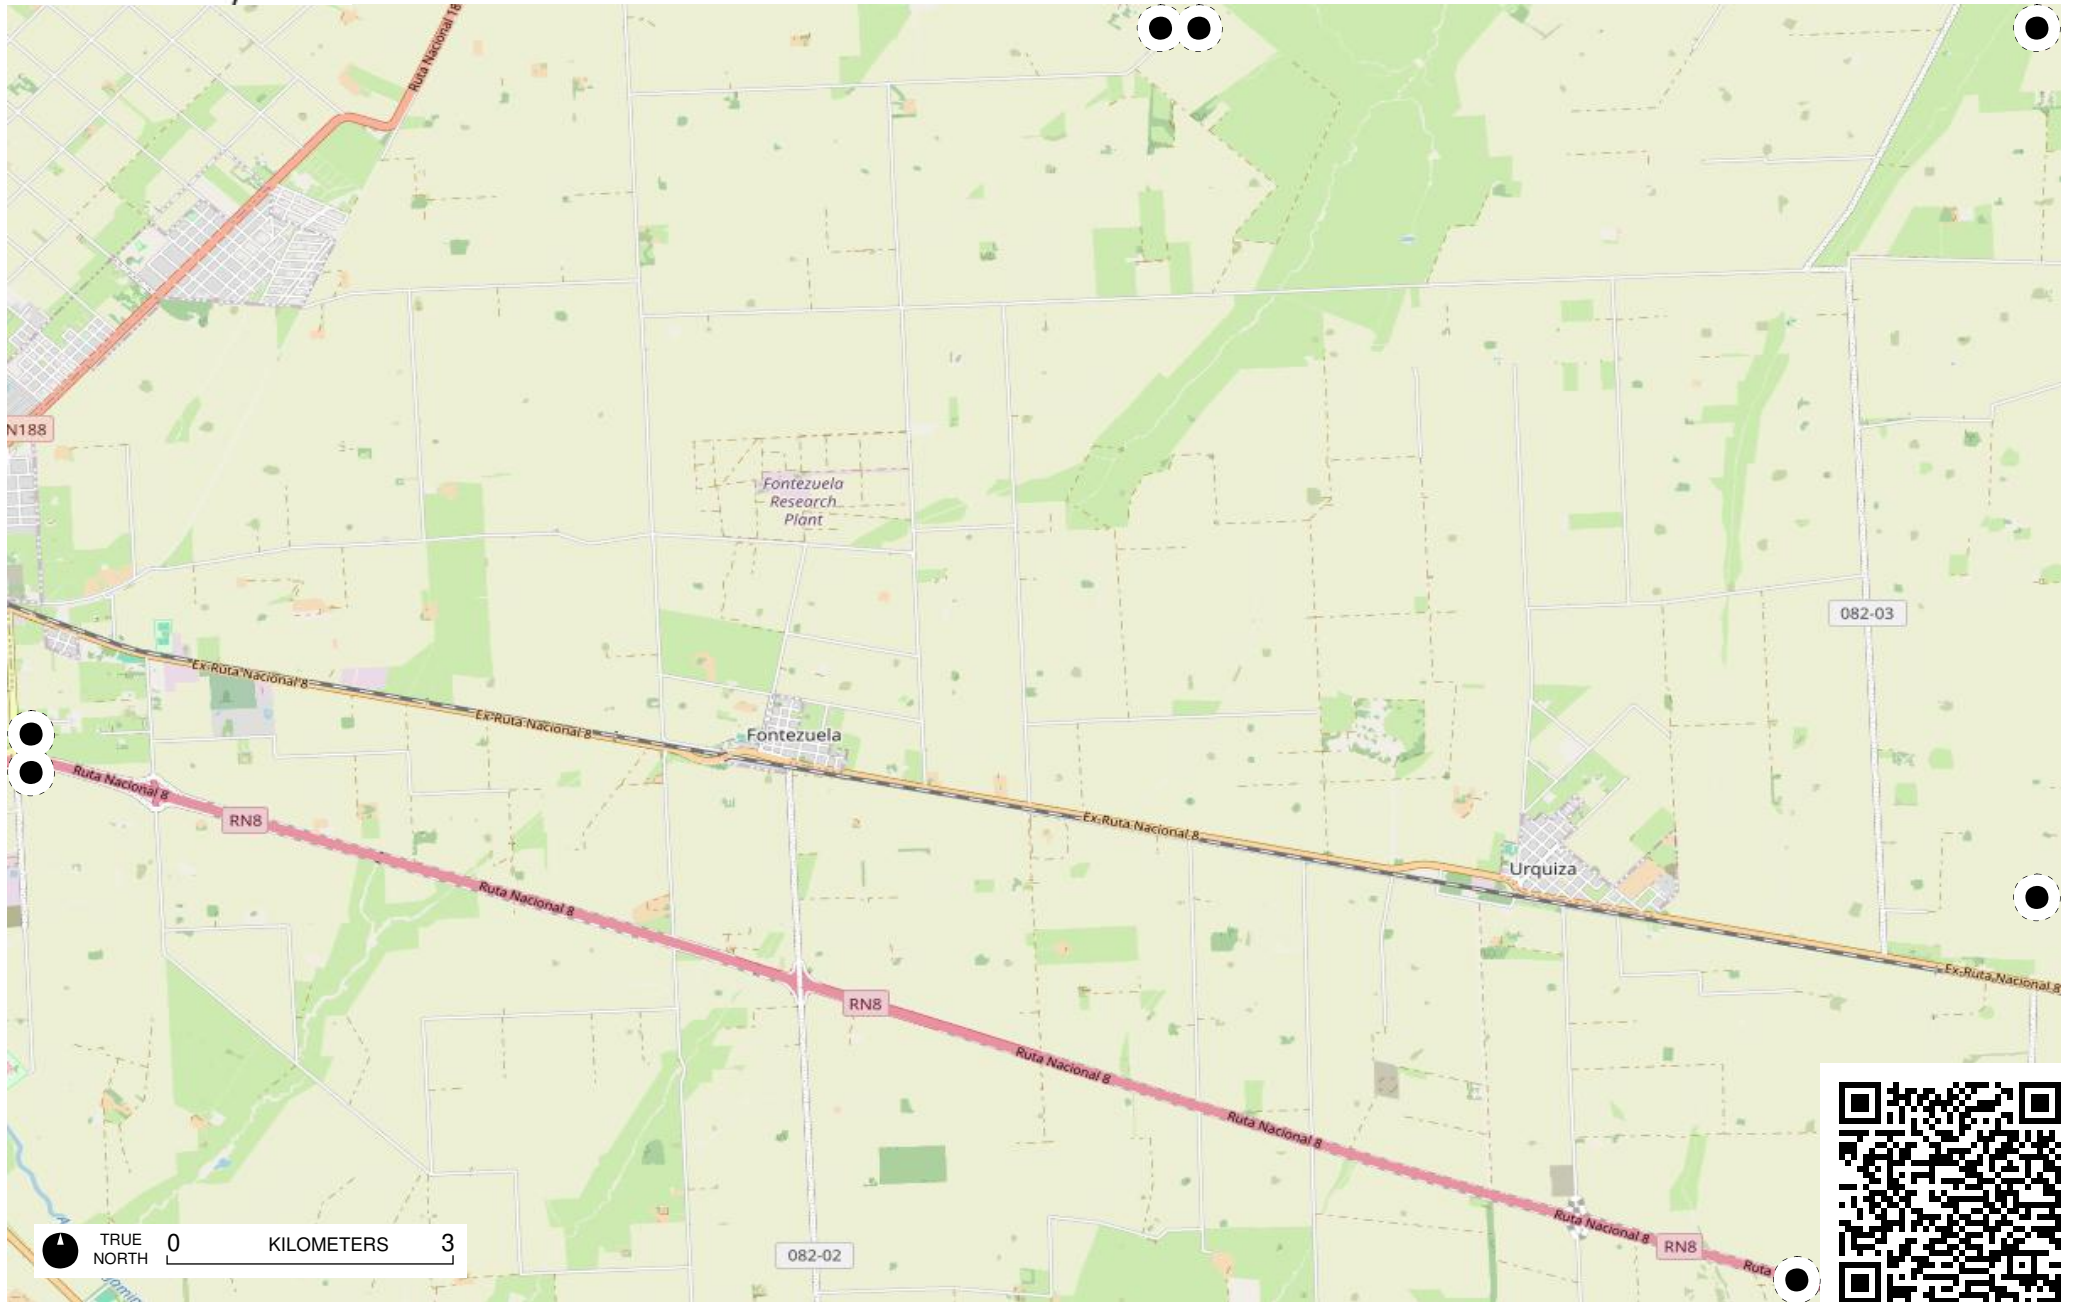 Ruta Nacional 18
N188
Fontezuela
Research
Plant
082-03
Ex-Ruta Nacional 8
Ex-Ruta Nacional 8
Fontezuela
Ruta Nacional 8
RN8
Ex-Ruta Nacional 8
Urquiza
Ruta Nacional 8
Ex-Ruta Nacional 8
RN8
Ruta Nacional 8
Ruta Nacional 8
Ruta Nacional 8
RN8
Ruta
082-02
TRUE
NORTH
0 KILOMETERS 3